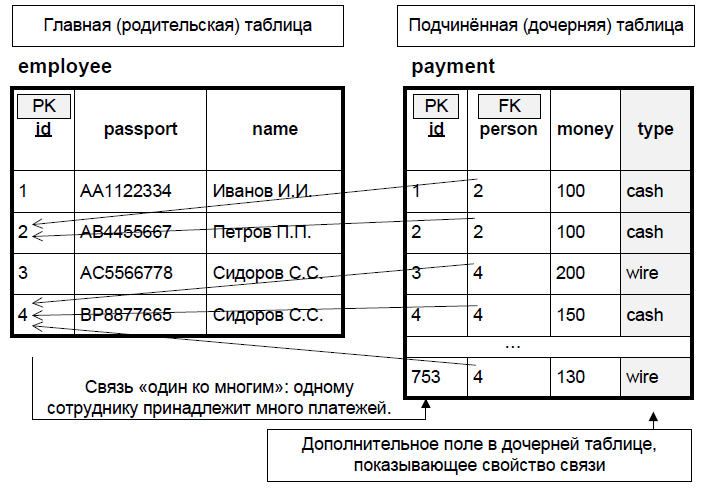 Главная (родительская) таблица
Подчинённая (дочерняя) таблица
employee
PK
id passport name
1 AA1122334 Иванов И.И.
2 AB4455667 Петров П.П.
3 AC5566778 Сидоров С.С.
4 BP8877665 Сидоров С.С.
payment
PK FK
id person money type
1 2 100 cash
2 2 100 cash
3 4 200 wire
4 4 150 cash
...
753 4 130 wire
Связь «один ко многим»: одному
сотруднику принадлежит много платежей.
Дополнительное поле в дочерней таблице,
показывающее свойство связи